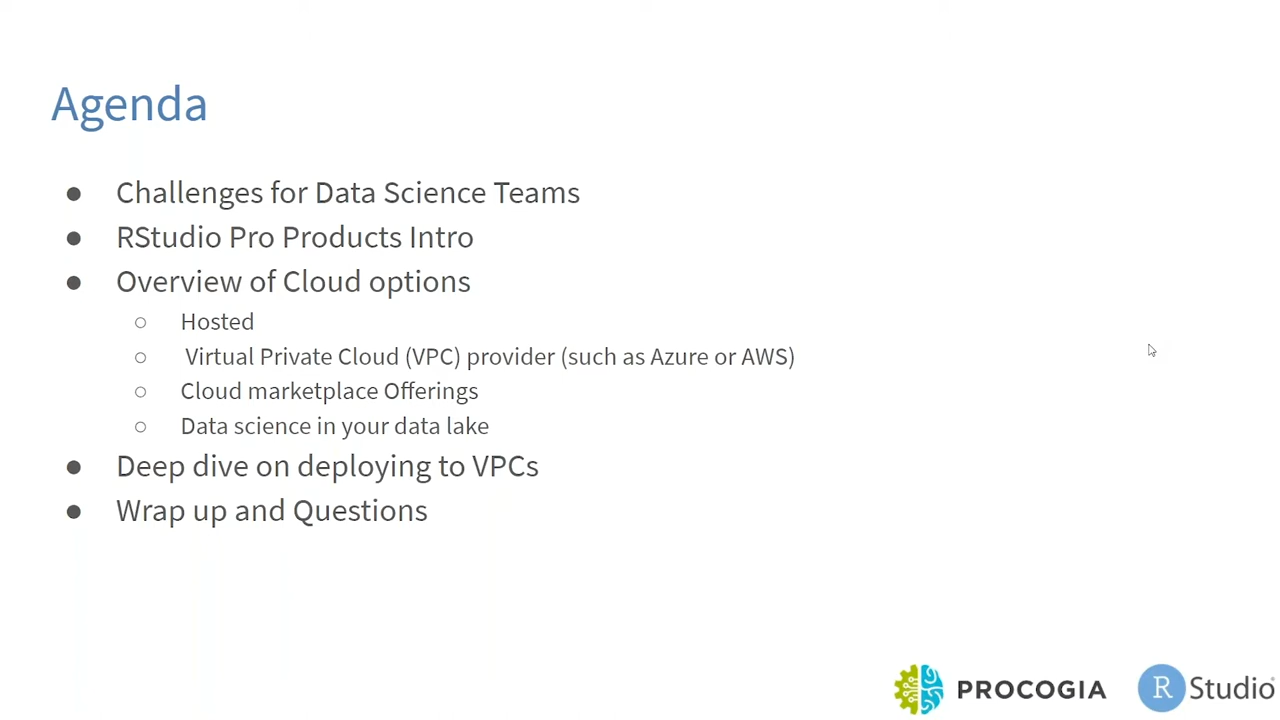 Agenda
● Challenges for Data Science Teams
● RStudio Pro Products Intro
● Overview of Cloud options
○ Hosted
○ Virtual Private Cloud (VPC) provider (such as Azure or AWS)
○ Cloud marketplace Offerings
○ Data science in your data lake
● Deep dive on deploying to VPCs
● Wrap up and Questions
PROCOGIA
R Studio